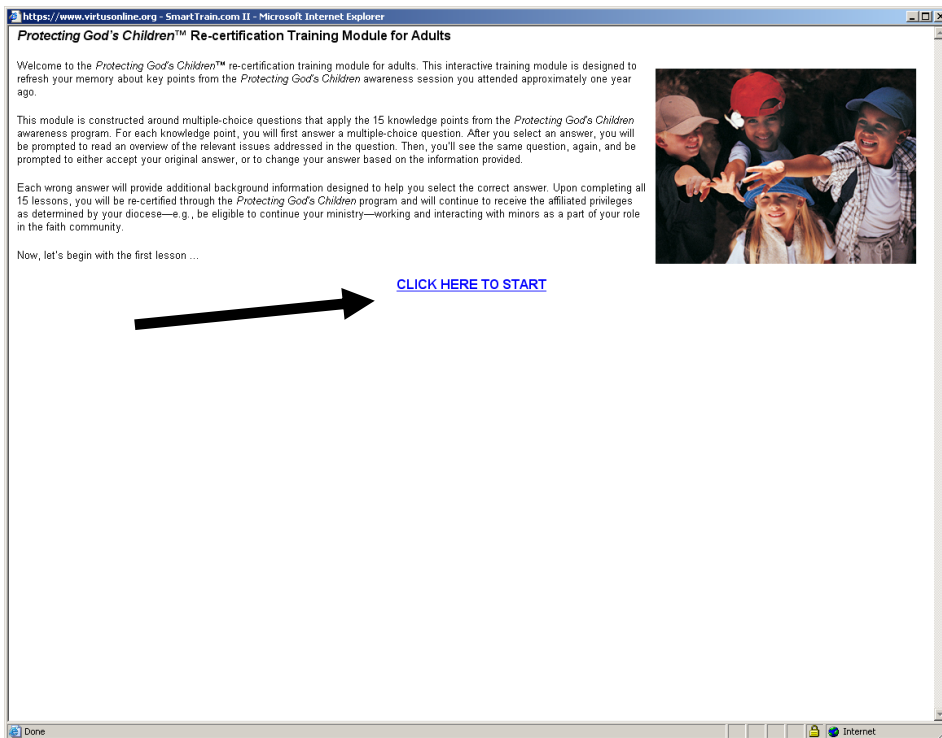 https://www.virtusonline.org - SmartTrain.com II - Microsoft Internet Explorer
Protecting God's Children™ Re-certification Training Module for Adults
Welcome to the Protecting God's Children™ re-certification training module for adults. This interactive training module is designed to
refresh your memory about key points from the Protecting God's Children awareness session you attended approximately one year
ago.
This module is constructed around multiple-choice questions that apply the 15 knowledge points from the Protecting God's Children
awareness program. For each knowledge point, you will first answer a multiple-choice question. After you select an answer, you will
be prompted to read an overview of the relevant issues addressed in the question. Then, you'll see the same question, again, and be
prompted to either accept your original answer, or to change your answer based on the information provided.
Each wrong answer will provide additional background information designed to help you select the correct answer. Upon completing all
15 lessons, you will be re-certified through the Protecting God's Children program and will continue to receive the affiliated privileges
as determined by your diocese—e.g., be eligible to continue your ministry—working and interacting with minors as a part of your role
in the faith community.
Now, let's begin with the first lesson ...
CLICK HERE TO START
Done
Internet